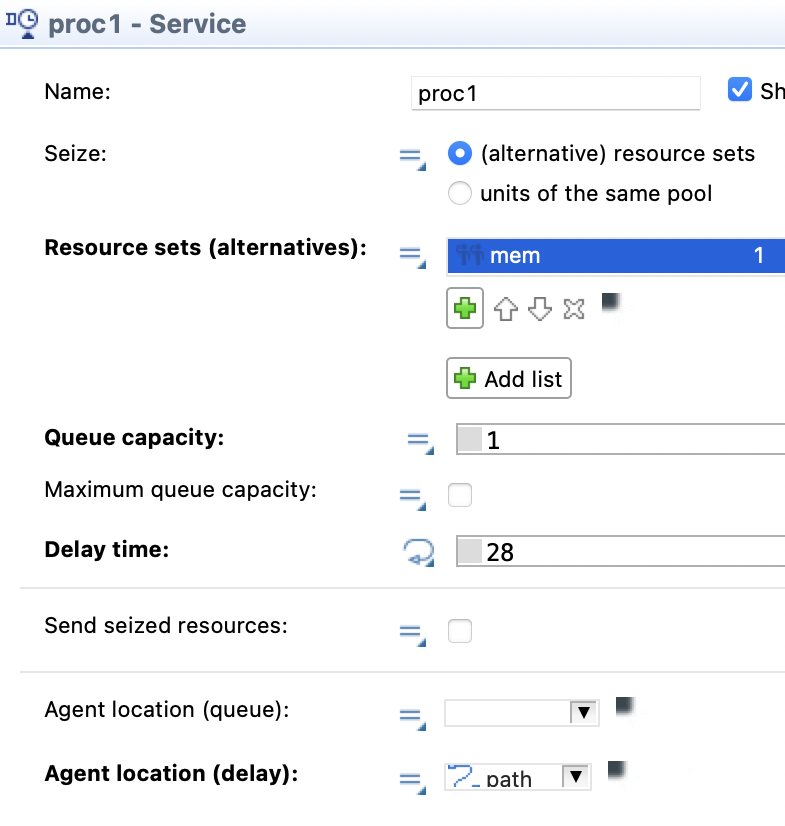 proc1 - Service
Name: proc1 Sh
Seize: (alternative) resource sets
units of the same pool
Resource sets (alternatives): mem 1
Add list
Queue capacity: 1
Maximum queue capacity:
Delay time: 28
Send seized resources:
Agent location (queue):
Agent location (delay): path